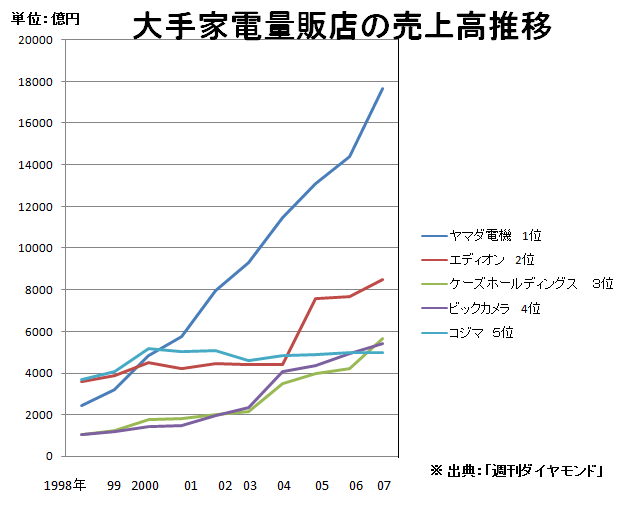 単位：億円
大手家電量販店の売上高推移
20000
18000
16000
14000
12000
10000
8000
6000
4000
2000
0
1998年 99 2000 01 02 03 04 05 06 07
ヤマダ電機 1位
エディオン 2位
ケーズホールディングス 3位
ビックカメラ 4位
コジマ 5位
※ 出典：「週刊ダイヤモンド」